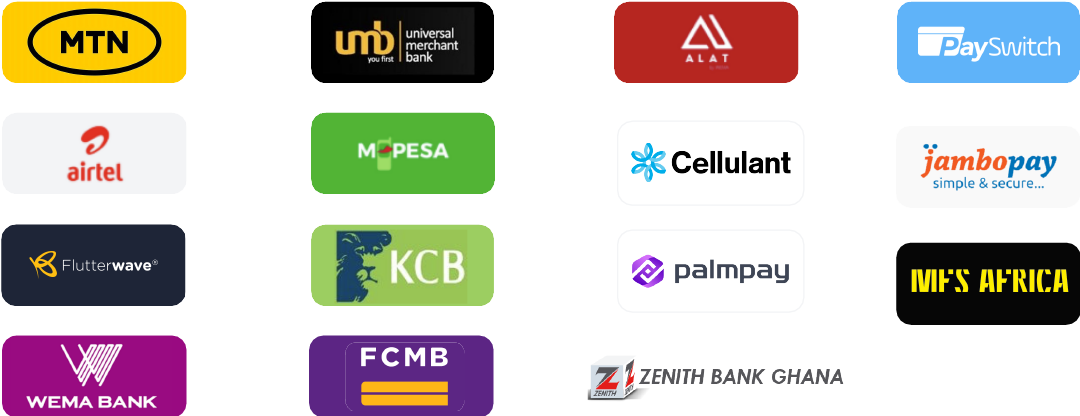 MTN
umb
you first
universal
merchant
bank
ALAT
PaySwitch
airtel
M PESA
Cellulant
jambopay
simple & secure...
Flutterwave®
KCB
palmpay
MFS AFRICA
WEMA BANK
FCMB
Z
ZENITH
ZENITH BANK GHANA